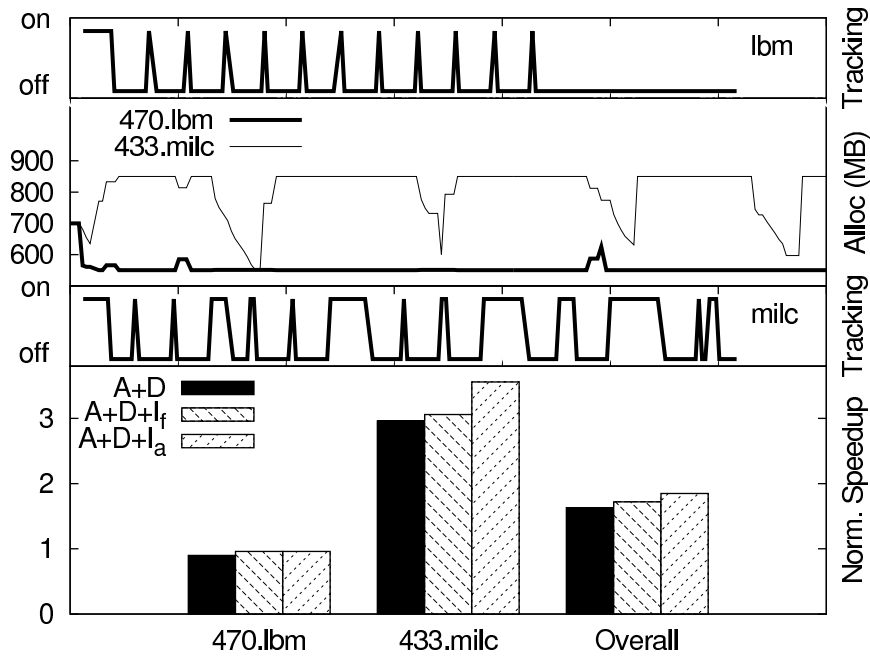 on
off
lbm
Tracking
470.lbm
433.milc
900
800
700
600
Alloc (MB)
on
off
milc
Tracking
A+D
A+D+I_f
A+D+I_a
3
2
1
0
Norm. Speedup
470.lbm
433.milc
Overall